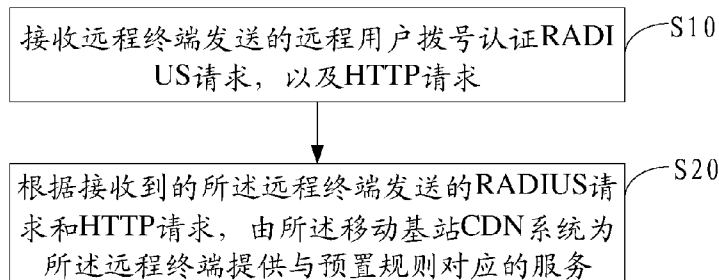 接收远程终端发送的远程用户拨号认证RADI
US请求，以及HTTP请求
S10
根据接收到的所述远程终端发送的RADIUS请
求和HTTP请求，由所述移动基站CDN系统为
所述远程终端提供与预置规则对应的服务
S20